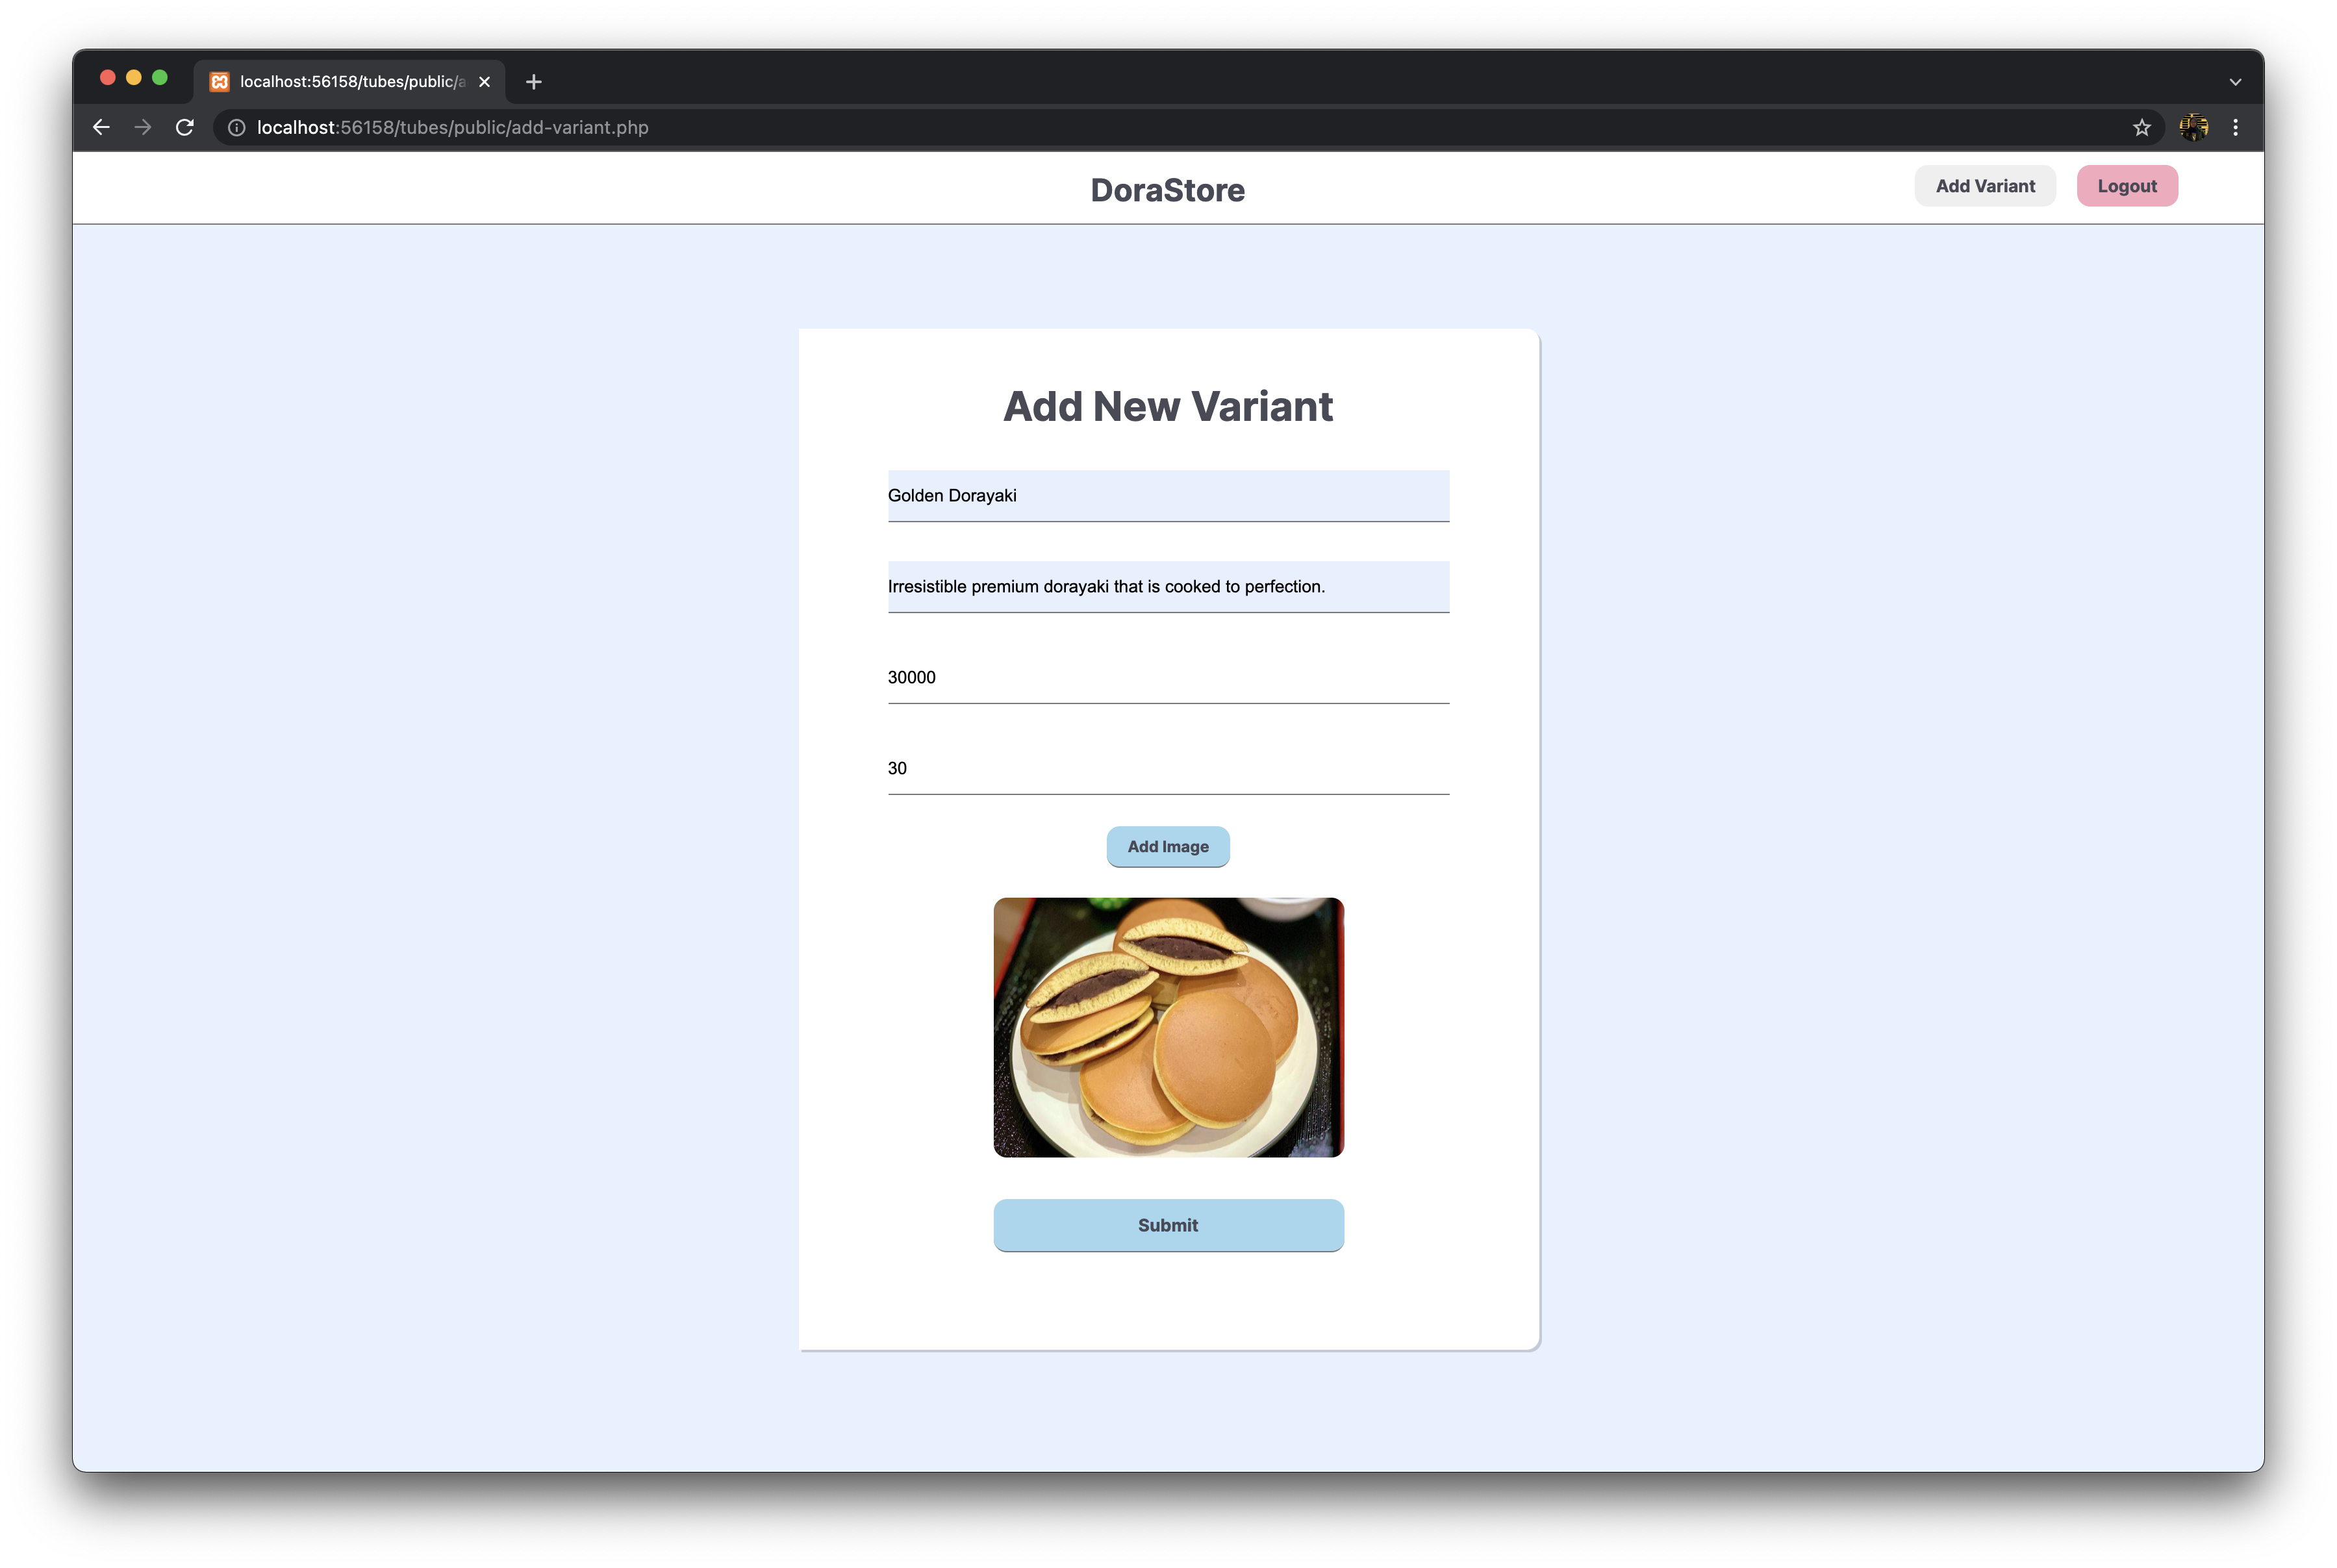 localhost:56158/tubes/public/a
localhost:56158/tubes/public/add-variant.php
DoraStore
Add Variant
Logout
Add New Variant
Golden Dorayaki
Irresistible premium dorayaki that is cooked to perfection.
30000
30
Add Image
Submit